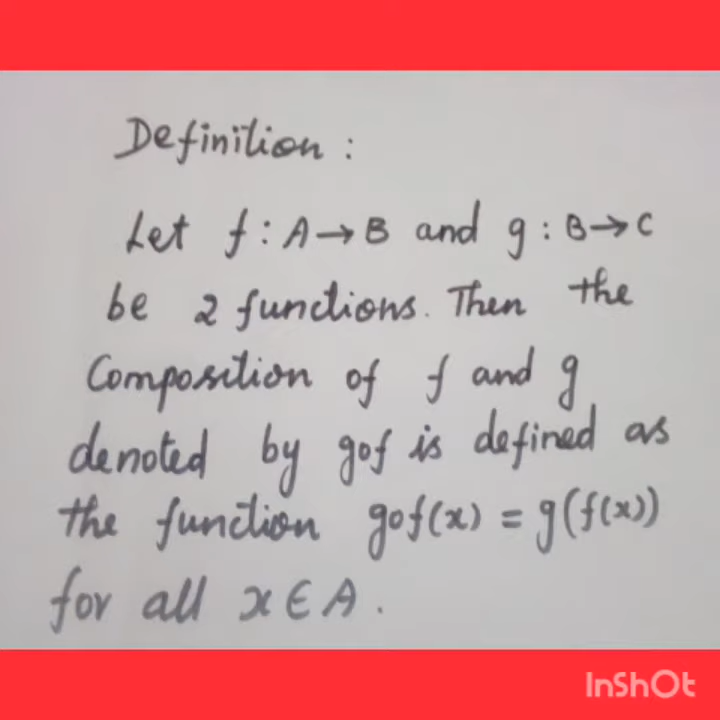 Definition :
Let f : A → B and g : B → C
be 2 functions. Then the
Composition of f and g
denoted by gof is defined as
the function gof(x) = g(f(x))
for all x ∈ A.
InShOt